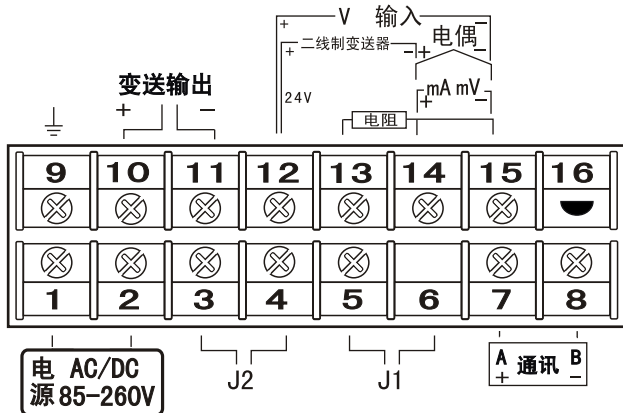 + V 输入 −
+ 二线制变送器 − + 电偶 −
变送输出
+ −
24V
mA mV
+ −
电阻
9 10 11 12 13 14 15 16
1 2 3 4 5 6 7 8
电 AC/DC
源 85-260V
J2
J1
A 通讯 B
+ −